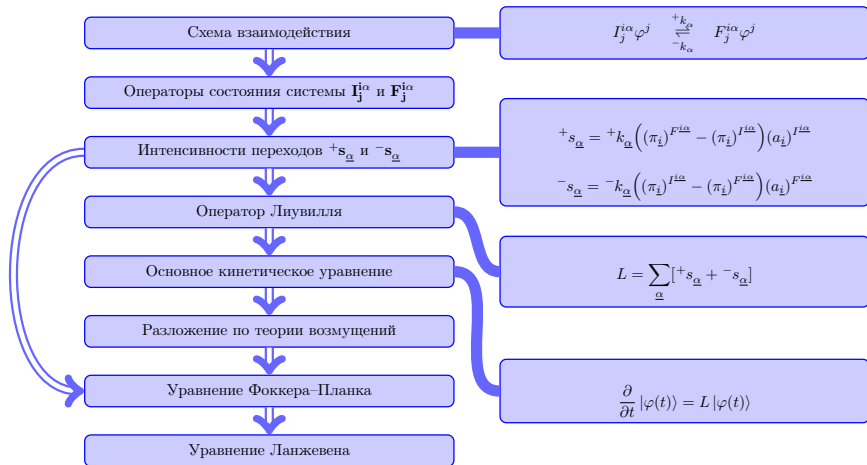 Схема взаимодействия
Операторы состояния системы I_j^{iα} и F_j^{iα}
Интенсивности переходов ⁺s_α̲ и ⁻s_α̲
Оператор Лиувилля
Основное кинетическое уравнение
Разложение по теории возмущений
Уравнение Фоккера–Планка
Уравнение Ланжевена
I_j^{iα} φ^j ⇌ (⁺k_α, ⁻k_α) F_j^{iα} φ^j
⁺s_α̲ = ⁺k_α̲((π_i̲)^{F^{iα̲}} − (π_i̲)^{I^{iα̲}})(a_i̲)^{I^{iα̲}}
⁻s_α̲ = ⁻k_α̲((π_i̲)^{I^{iα̲}} − (π_i̲)^{F^{iα̲}})(a_i̲)^{F^{iα̲}}
L = ∑_α̲ [⁺s_α̲ + ⁻s_α̲]
∂/∂t |φ(t)⟩ = L |φ(t)⟩